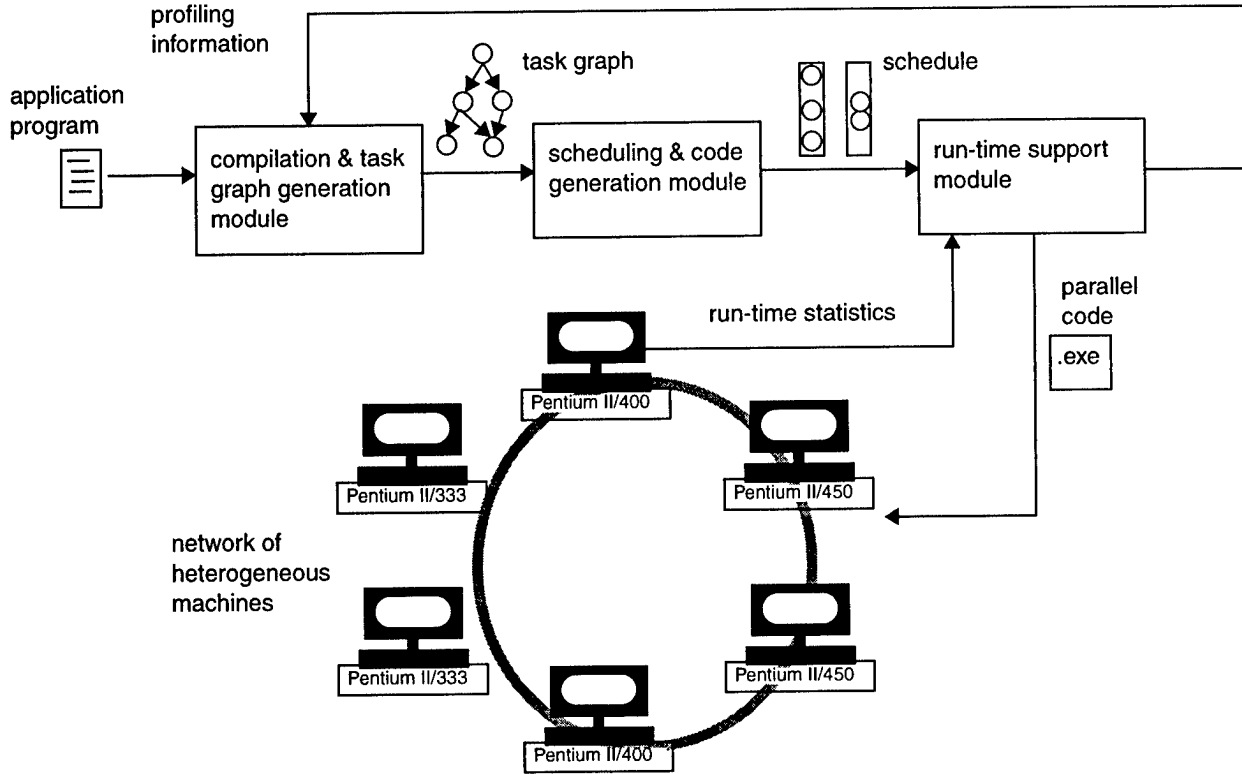 profiling
information
application
program
task graph
schedule
compilation & task
graph generation
module
scheduling & code
generation module
run-time support
module
run-time statistics
parallel
code
.exe
Pentium II/400
Pentium II/333
Pentium II/450
network of
heterogeneous
machines
Pentium II/333
Pentium II/450
Pentium II/400